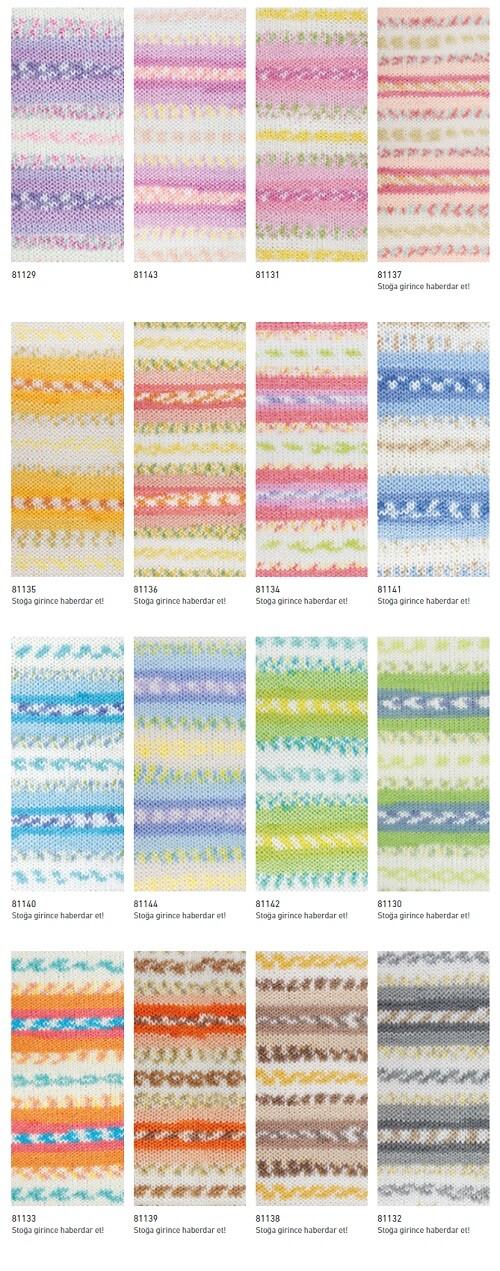 81129
81143
81131
81137
Stoğa girince haberdar et!
81135
Stoğa girince haberdar et!
81136
Stoğa girince haberdar et!
81134
Stoğa girince haberdar et!
81141
Stoğa girince haberdar et!
81140
Stoğa girince haberdar et!
81144
Stoğa girince haberdar et!
81142
Stoğa girince haberdar et!
81130
Stoğa girince haberdar et!
81133
Stoğa girince haberdar et!
81139
Stoğa girince haberdar et!
81138
Stoğa girince haberdar et!
81132
Stoğa girince haberdar et!